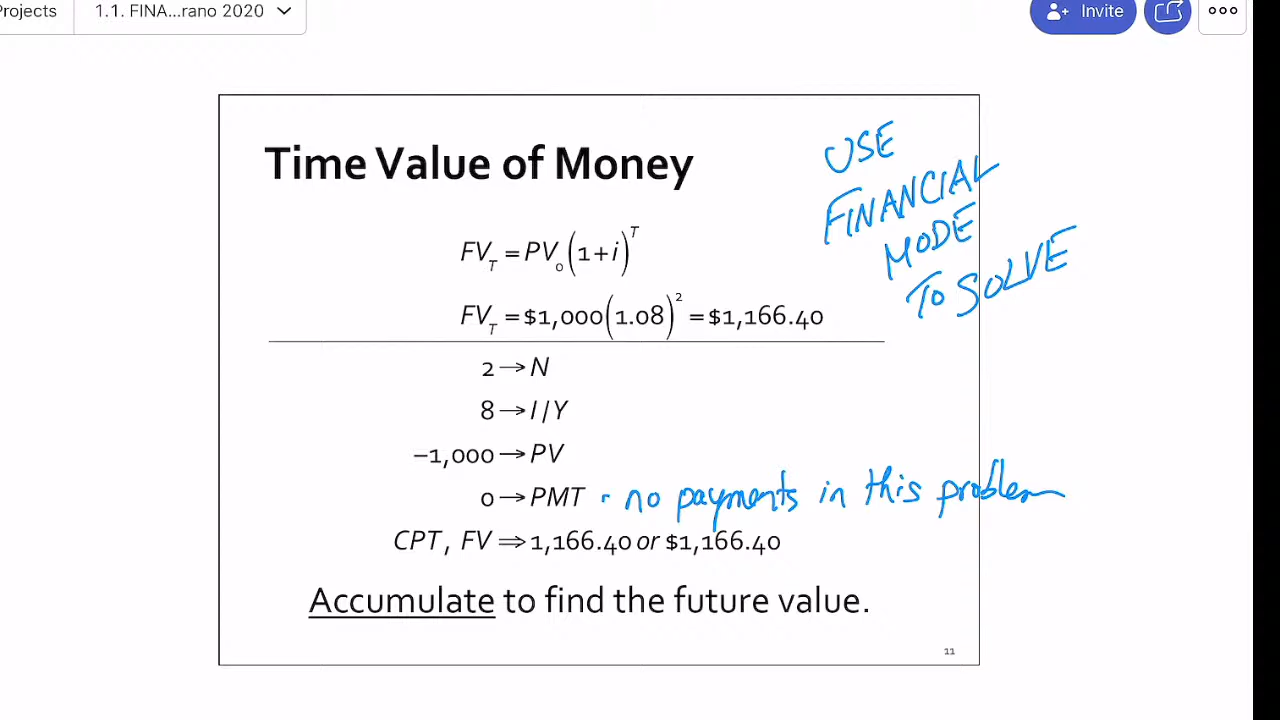 Projects
1.1. FINA...rano 2020
Invite
Time Value of Money
USE
FINANCIAL
MODE
TO SOLVE
FV_T = PV_0 (1+i)^T
FV_T = $1,000(1.08)^2 = $1,166.40
2 → N
8 → I/Y
−1,000 → PV
0 → PMT · no payments in this problem
CPT, FV ⇒ 1,166.40 or $1,166.40
Accumulate to find the future value.
11